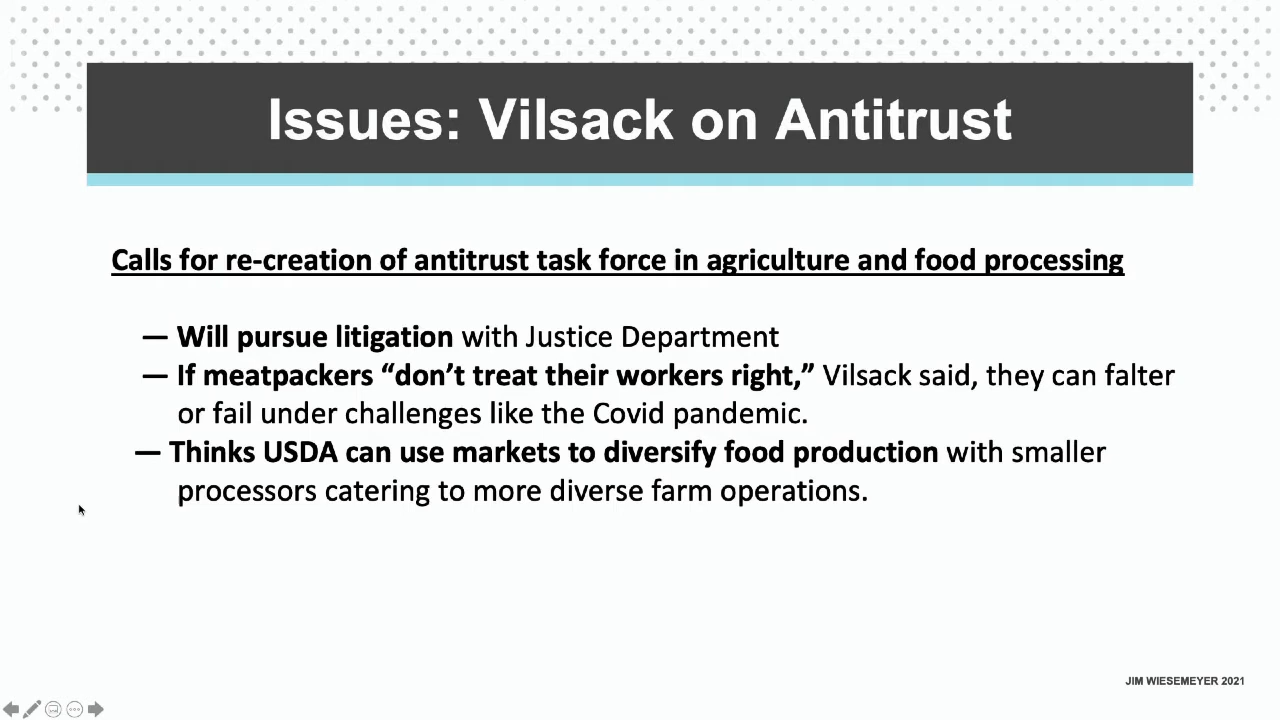 Issues: Vilsack on Antitrust
Calls for re-creation of antitrust task force in agriculture and food processing
— Will pursue litigation with Justice Department
— If meatpackers “don’t treat their workers right,” Vilsack said, they can falter
or fail under challenges like the Covid pandemic.
— Thinks USDA can use markets to diversify food production with smaller
processors catering to more diverse farm operations.
JIM WIESEMEYER 2021